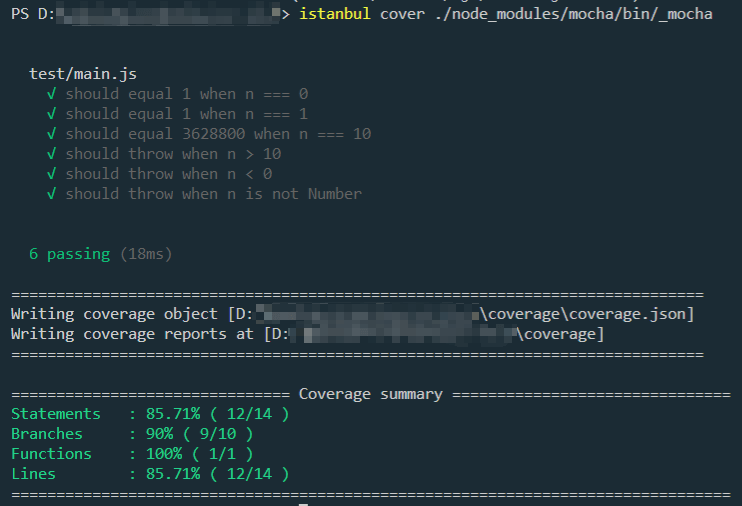 PS D:> istanbul cover ./node_modules/mocha/bin/_mocha
test/main.js
√ should equal 1 when n === 0
√ should equal 1 when n === 1
√ should equal 3628800 when n === 10
√ should throw when n > 10
√ should throw when n < 0
√ should throw when n is not Number
6 passing (18ms)
=============================================================================
Writing coverage object [D:\coverage\coverage.json]
Writing coverage reports at [D:\coverage]
=============================================================================
=============================== Coverage summary ===============================
Statements   : 85.71% ( 12/14 )
Branches     : 90% ( 9/10 )
Functions    : 100% ( 1/1 )
Lines        : 85.71% ( 12/14 )
================================================================================